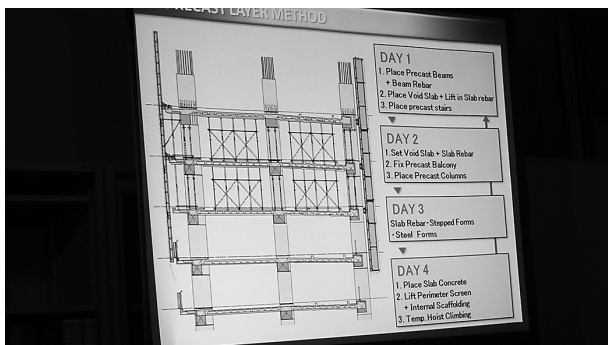 PRECAST LAYER METHOD
DAY 1
1. Place Precast Beams
+ Beam Rebar
2. Place Void Slab + Lift in Slab rebar
3. Place precast stairs
DAY 2
1. Set Void Slab + Slab Rebar
2. Fix Precast Balcony
3. Place Precast Columns
DAY 3
Slab Rebar・Stepped Forms
・Steel Forms
DAY 4
1. Place Slab Concrete
2. Lift Perimeter Screen
+ Internal Scaffolding
3. Temp. Hoist Climbing